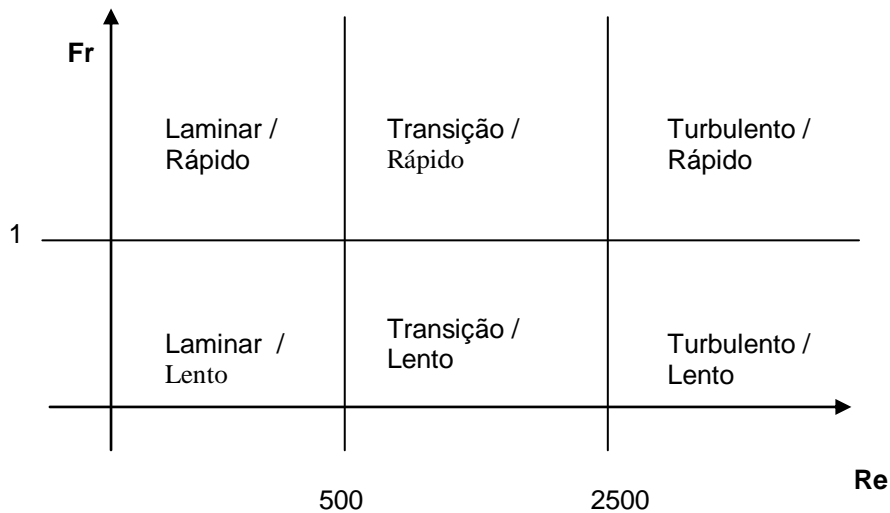 Fr
Laminar /
Rápido
Transição /
Rápido
Turbulento /
Rápido
1
Laminar /
Lento
Transição /
Lento
Turbulento /
Lento
Re
500
2500